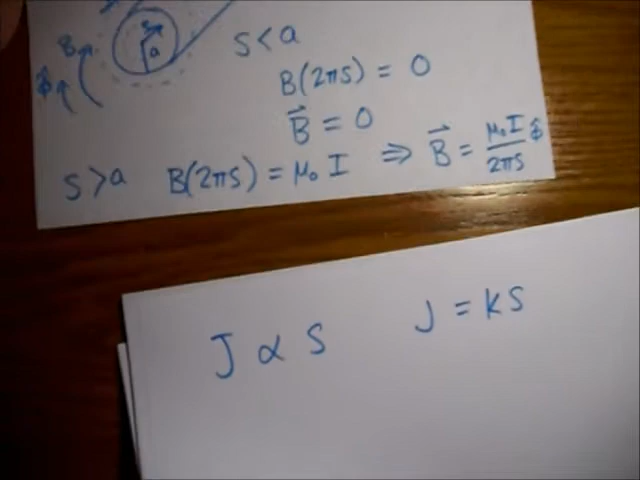 s
a
B
φ̂
s < a
B(2πs) = 0
B⃗ = 0
s > a B(2πs) = μ₀ I ⇒ B⃗ = μ₀I/2πs φ̂
J ∝ s J = ks